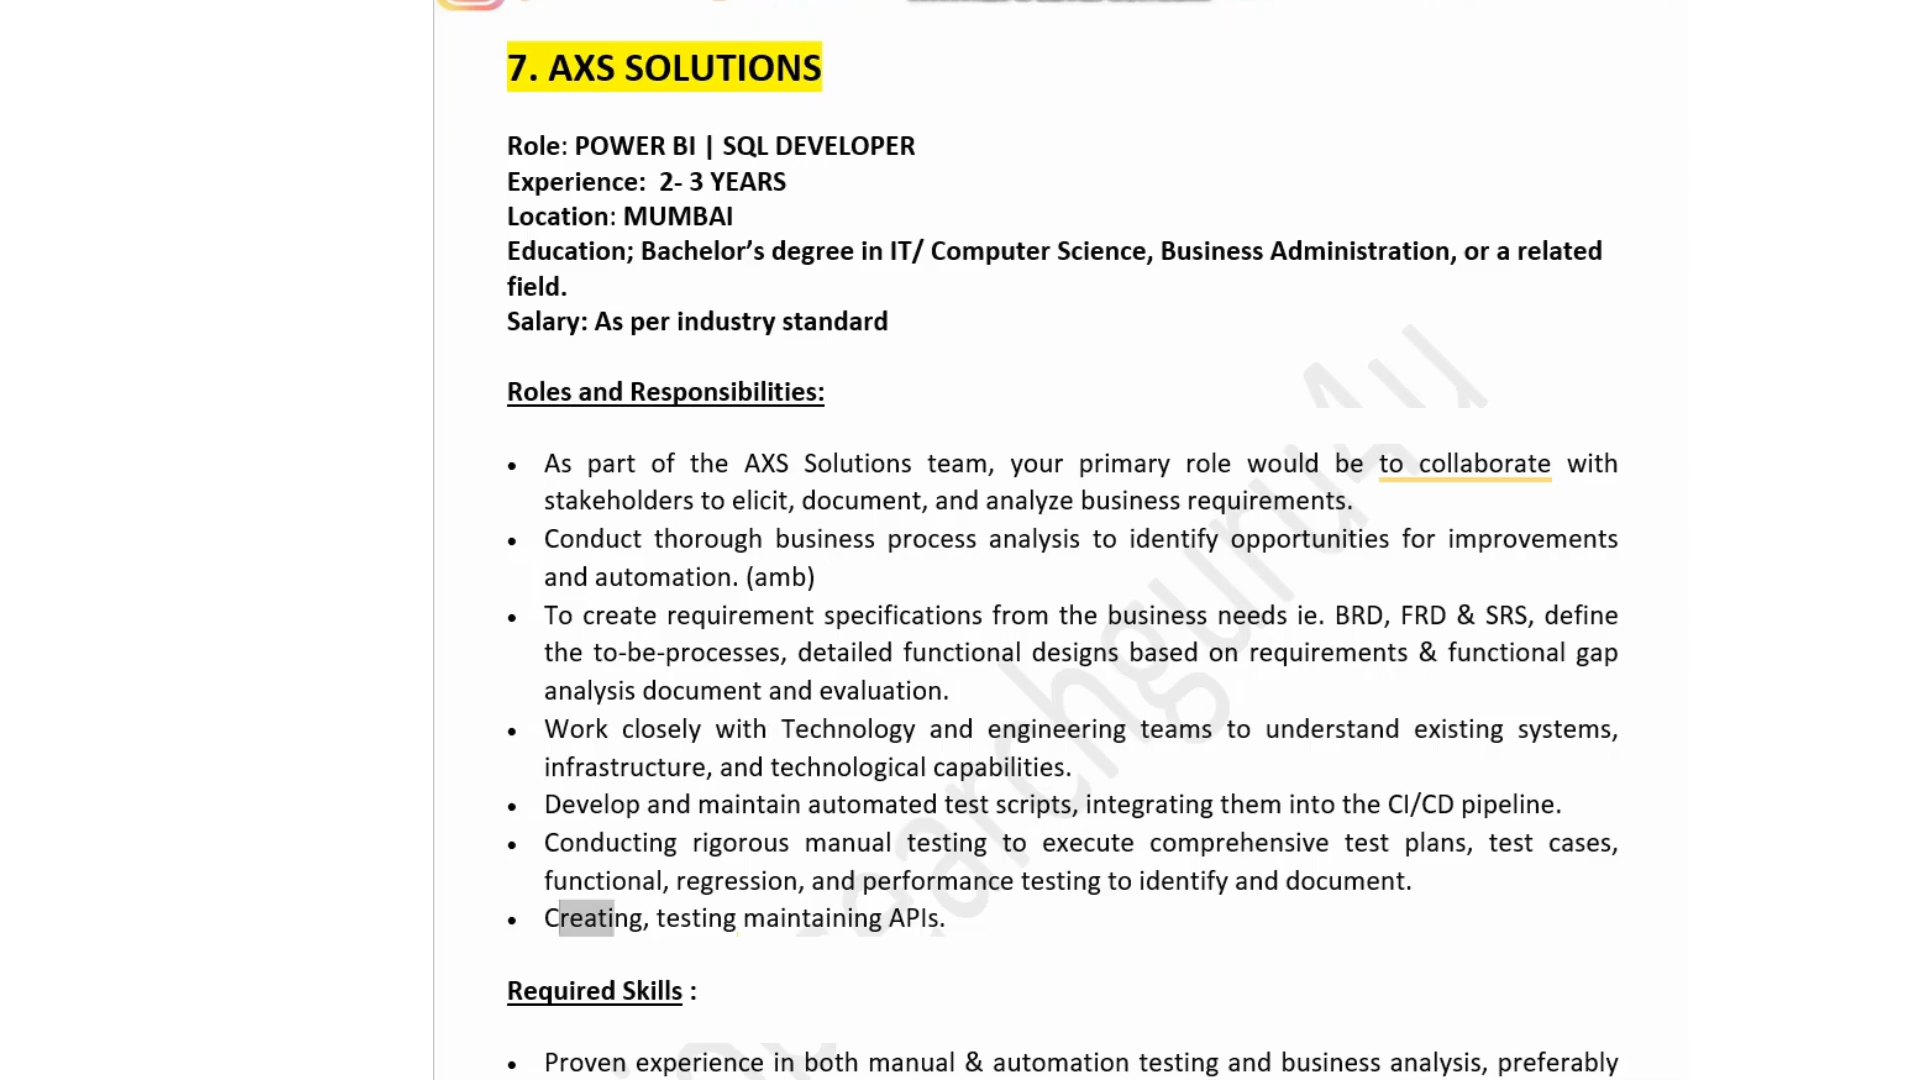 7. AXS SOLUTIONS
Role: POWER BI | SQL DEVELOPER
Experience: 2- 3 YEARS
Location: MUMBAI
Education; Bachelor’s degree in IT/ Computer Science, Business Administration, or a related
field.
Salary: As per industry standard
Roles and Responsibilities:
• As part of the AXS Solutions team, your primary role would be to collaborate with
stakeholders to elicit, document, and analyze business requirements.
• Conduct thorough business process analysis to identify opportunities for improvements
and automation. (amb)
• To create requirement specifications from the business needs ie. BRD, FRD & SRS, define
the to-be-processes, detailed functional designs based on requirements & functional gap
analysis document and evaluation.
• Work closely with Technology and engineering teams to understand existing systems,
infrastructure, and technological capabilities.
• Develop and maintain automated test scripts, integrating them into the CI/CD pipeline.
• Conducting rigorous manual testing to execute comprehensive test plans, test cases,
functional, regression, and performance testing to identify and document.
• Creating, testing maintaining APIs.
Required Skills :
• Proven experience in both manual & automation testing and business analysis, preferably